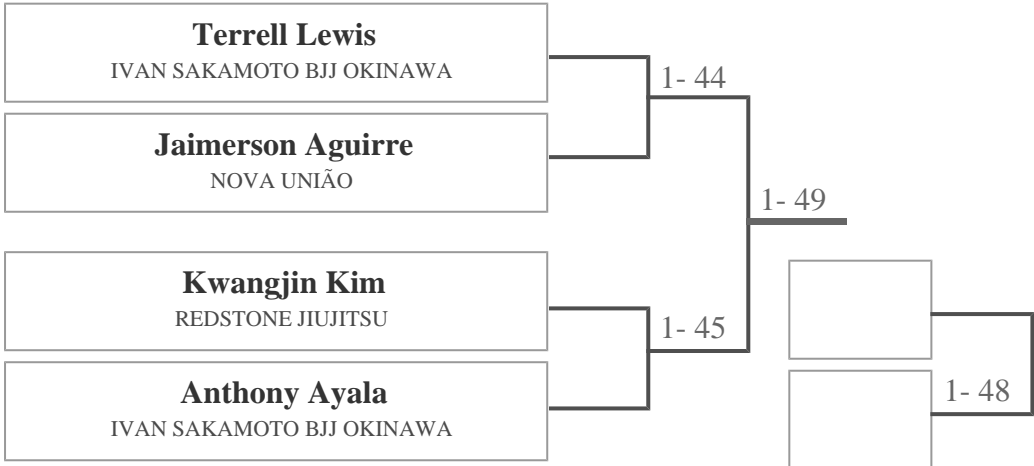 Terrell Lewis
IVAN SAKAMOTO BJJ OKINAWA
1- 44
Jaimerson Aguirre
NOVA UNIÃO
1- 49
Kwangjin Kim
REDSTONE JIUJITSU
1- 45
Anthony Ayala
IVAN SAKAMOTO BJJ OKINAWA
1- 48